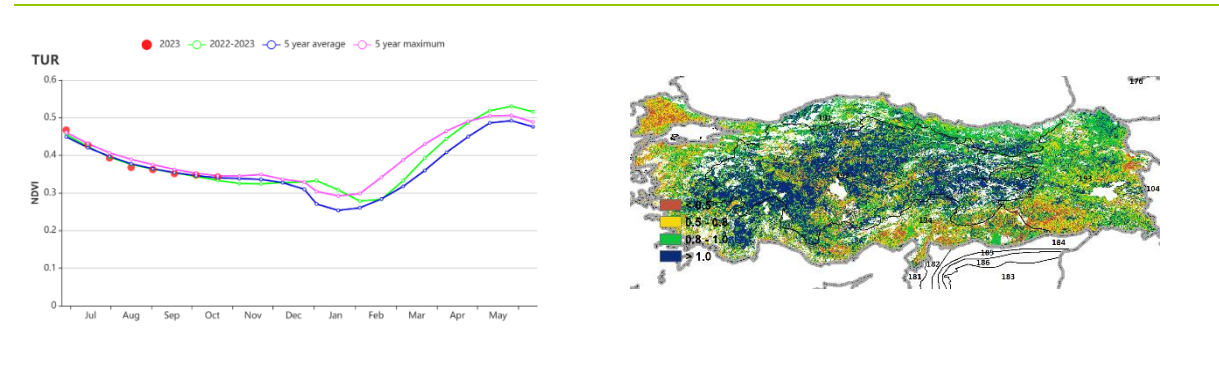 2023 2022-2023 5 year average 5 year maximum
TUR
NDVI
0.6
0.5
0.4
0.3
0.2
0.1
0
Jul Aug Sep Oct Nov Dec Jan Feb Mar Apr May
176
104
184
182
185
186
181
183
< 0.5
0.5 - 0.8
0.8 - 1.0
> 1.0